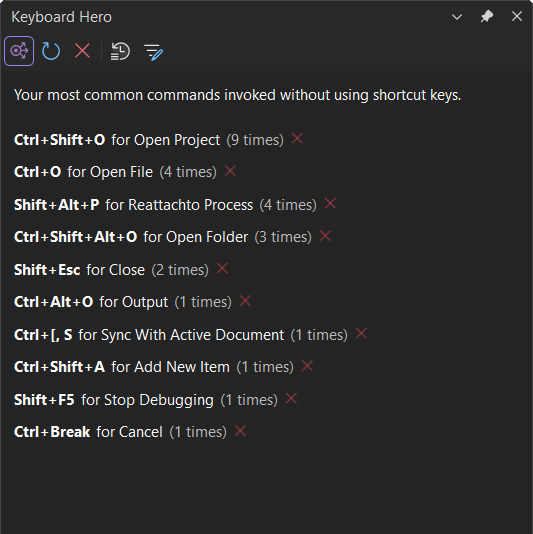 Keyboard Hero
Your most common commands invoked without using shortcut keys.
Ctrl+Shift+O for Open Project (9 times)
Ctrl+O for Open File (4 times)
Shift+Alt+P for Reattachto Process (4 times)
Ctrl+Shift+Alt+O for Open Folder (3 times)
Shift+Esc for Close (2 times)
Ctrl+Alt+O for Output (1 times)
Ctrl+[, S for Sync With Active Document (1 times)
Ctrl+Shift+A for Add New Item (1 times)
Shift+F5 for Stop Debugging (1 times)
Ctrl+Break for Cancel (1 times)